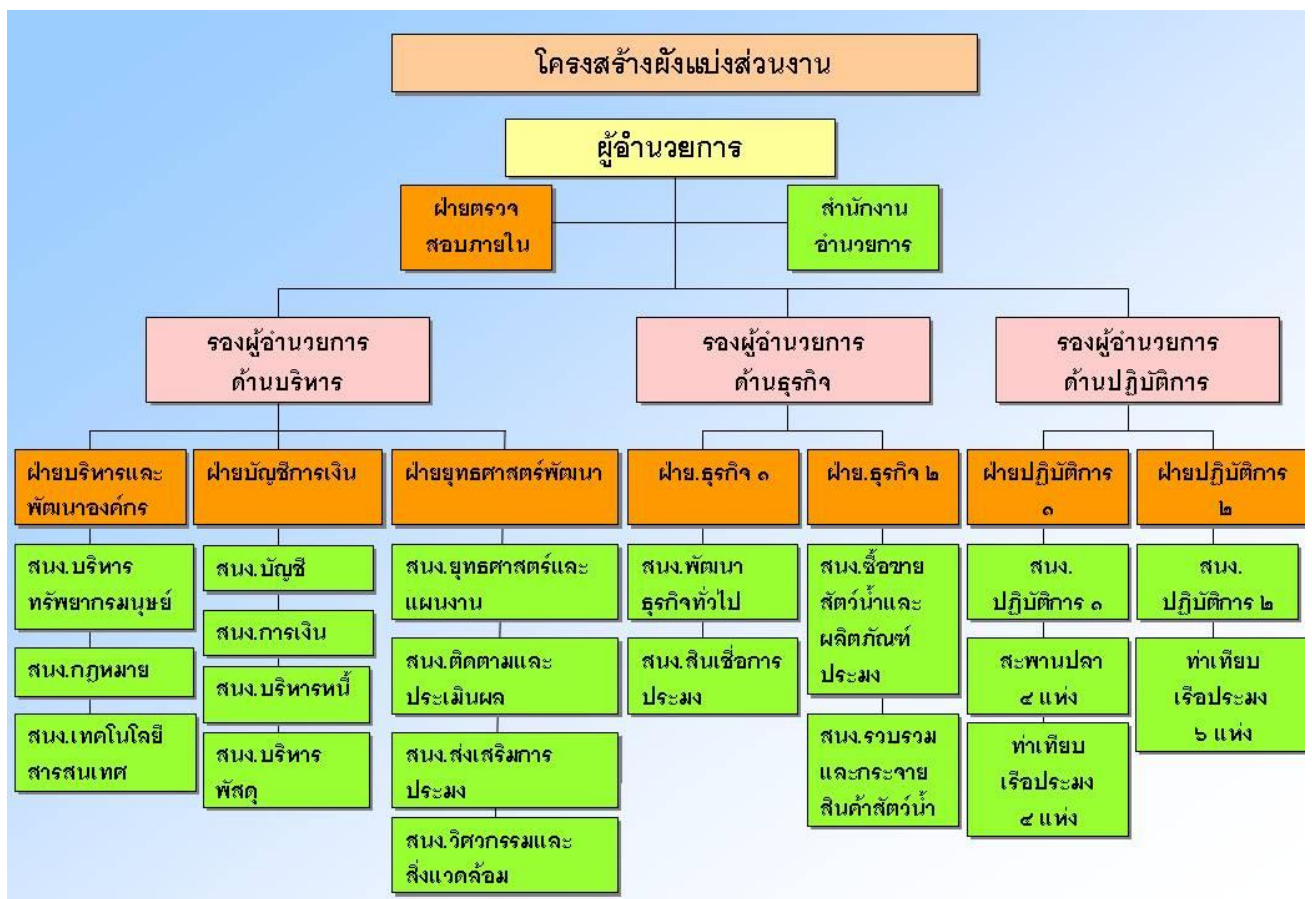 โครงสร้างผังแบ่งส่วนงาน
ผู้อำนวยการ
ฝ่ายตรวจ
สอบภายใน
สำนักงาน
อำนวยการ
รองผู้อำนวยการ
ด้านบริหาร
รองผู้อำนวยการ
ด้านธุรกิจ
รองผู้อำนวยการ
ด้านปฏิบัติการ
ฝ่ายบริหารและ
พัฒนาองค์กร
ฝ่ายบัญชีการเงิน
ฝ่ายยุทธศาสตร์พัฒนา
ฝ่าย.ธุรกิจ ๑
ฝ่าย.ธุรกิจ ๒
ฝ่ายปฏิบัติการ
๑
ฝ่ายปฏิบัติการ
๒
สนง.บริหาร
ทรัพยากรมนุษย์
สนง.กฎหมาย
สนง.เทคโนโลยี
สารสนเทศ
สนง.บัญชี
สนง.การเงิน
สนง.บริหารหนี้
สนง.บริหาร
พัสดุ
สนง.ยุทธศาสตร์และ
แผนงาน
สนง.ติดตามและ
ประเมินผล
สนง.ส่งเสริมการ
ประมง
สนง.วิศวกรรมและ
สิ่งแวดล้อม
สนง.พัฒนา
ธุรกิจทั่วไป
สนง.สินเชื่อการ
ประมง
สนง.ซื้อขาย
สัตว์น้ำและ
ผลิตภัณฑ์
ประมง
สนง.รวบรวม
และกระจาย
สินค้าสัตว์น้ำ
สนง.
ปฏิบัติการ ๑
สะพานปลา
๔ แห่ง
ท่าเทียบ
เรือประมง
๔ แห่ง
สนง.
ปฏิบัติการ ๒
ท่าเทียบ
เรือประมง
๖ แห่ง